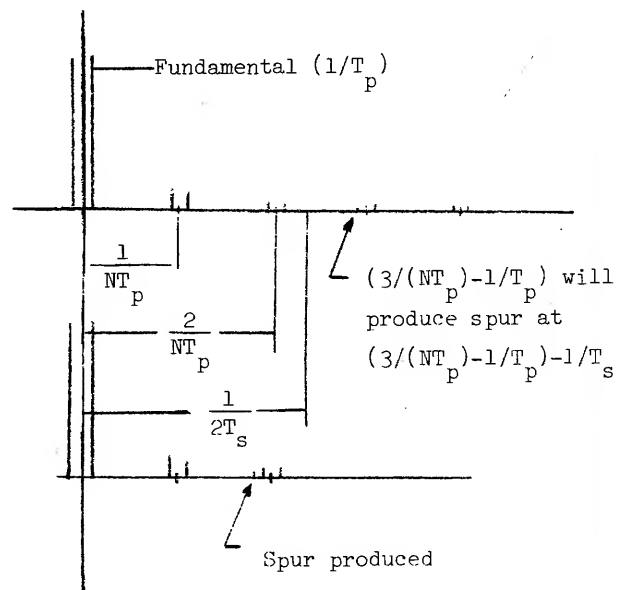 Fundamental (1/T_p)
1
NT_p
2
NT_p
1
2T_s
(3/(NT_p)-1/T_p) will
produce spur at
(3/(NT_p)-1/T_p)-1/T_s
Spur produced